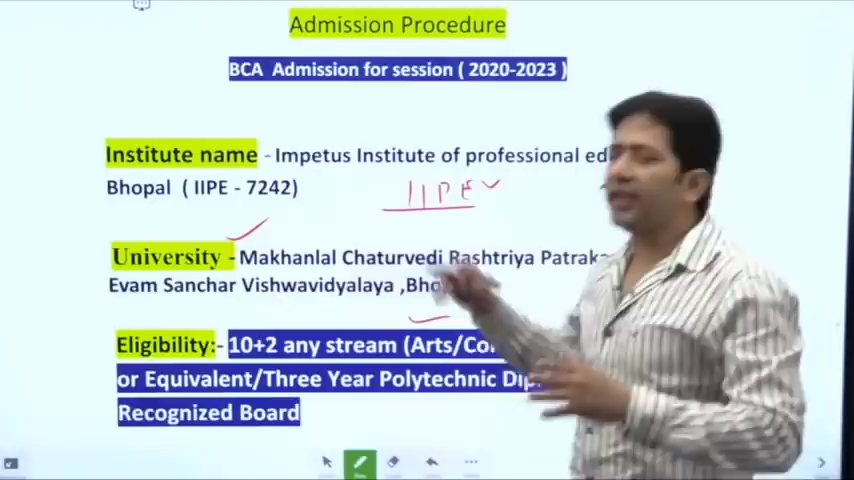 Admission Procedure
BCA Admission for session ( 2020-2023 )
Institute name - Impetus Institute of professional ed
Bhopal ( IIPE - 7242)
IIPE
University - Makhanlal Chaturvedi Rashtriya Patraka
Evam Sanchar Vishwavidyalaya ,Bho
Eligibility:- 10+2 any stream (Arts/Co
or Equivalent/Three Year Polytechnic Dip
Recognized Board